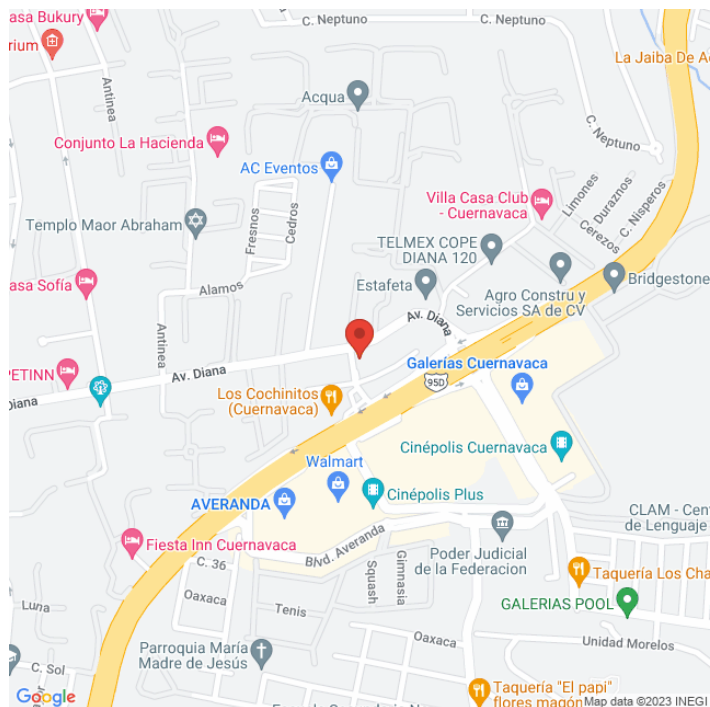 asa Bukury
C. Neptuno
C. Neptuno
rium
La Jaiba De Ac
Antinea
Acqua
C. Neptuno
Conjunto La Hacienda
AC Eventos
Villa Casa Club
- Cuernavaca
Limones
Duraznos
C. Nisperos
Cerezos
Templo Maor Abraham
Fresnos
Cedros
TELMEX COPE
DIANA 120
Alamos
Estafeta
Agro Constru y
Servicios SA de CV
Bridgestone
asa Sofía
Antinea
Av. Diana
Galerías Cuernavaca
PETINN
Av. Diana
95D
Diana
Los Cochinitos
(Cuernavaca)
Cinépolis Cuernavaca
Walmart
AVERANDA
Cinépolis Plus
CLAM - Cent
de Lenguaje
Poder Judicial
de la Federacion
Fiesta Inn Cuernavaca
Blvd. Averanda
C. 36
Squash
Gimnasia
Taquería Los Cha
GALERIAS POOL
Oaxaca
Luna
Tenis
Oaxaca
Unidad Morelos
Parroquia María
Madre de Jesús
C. Sol
Taquería "El papi"
flores magón
Google
Map data ©2023 INEGI